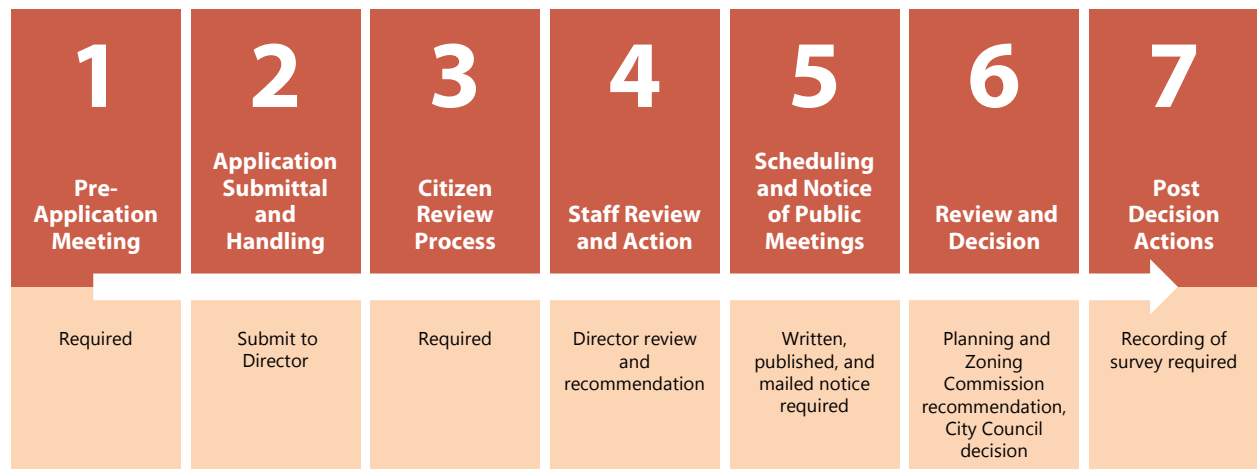 1
Pre-
Application
Meeting
Required
2
Application
Submittal
and
Handling
Submit to
Director
3
Citizen
Review
Process
Required
4
Staff Review
and Action
Director review
and
recommendation
5
Scheduling
and Notice
of Public
Meetings
Written,
published, and
mailed notice
required
6
Review and
Decision
Planning and
Zoning
Commission
recommendation,
City Council
decision
7
Post
Decision
Actions
Recording of
survey required